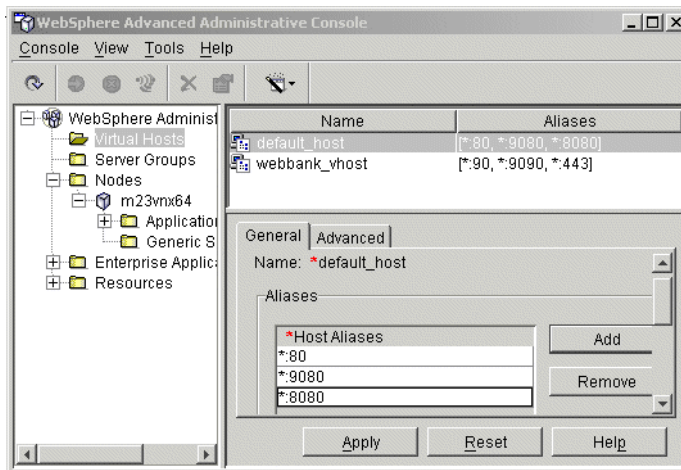 WebSphere Advanced Administrative Console
Console View Tools Help
WebSphere Administ
Virtual Hosts
Server Groups
Nodes
m23vnx64
Application
Generic S
Enterprise Applic
Resources
Name Aliases
default_host [*:80, *:9080, *:8080]
webbank_vhost [*:90, *:9090, *:443]
General Advanced
Name: *default_host
Aliases
*Host Aliases
*:80
*:9080
*:8080
Add
Remove
Apply Reset Help